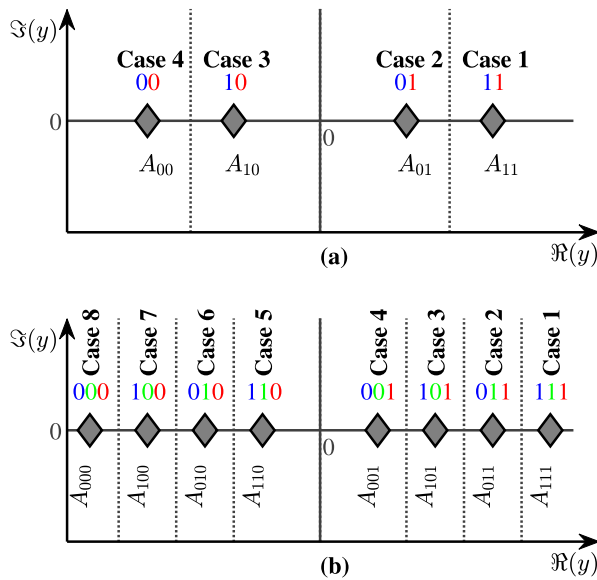 ℑ(y)
Case 4 Case 3 Case 2 Case 1
00 10 01 11
0
0
A00 A10 A01 A11
ℜ(y)
(a)
ℑ(y)
Case 8 Case 7 Case 6 Case 5 Case 4 Case 3 Case 2 Case 1
000 100 010 110 001 101 011 111
0
0
A000 A100 A010 A110 A001 A101 A011 A111
ℜ(y)
(b)